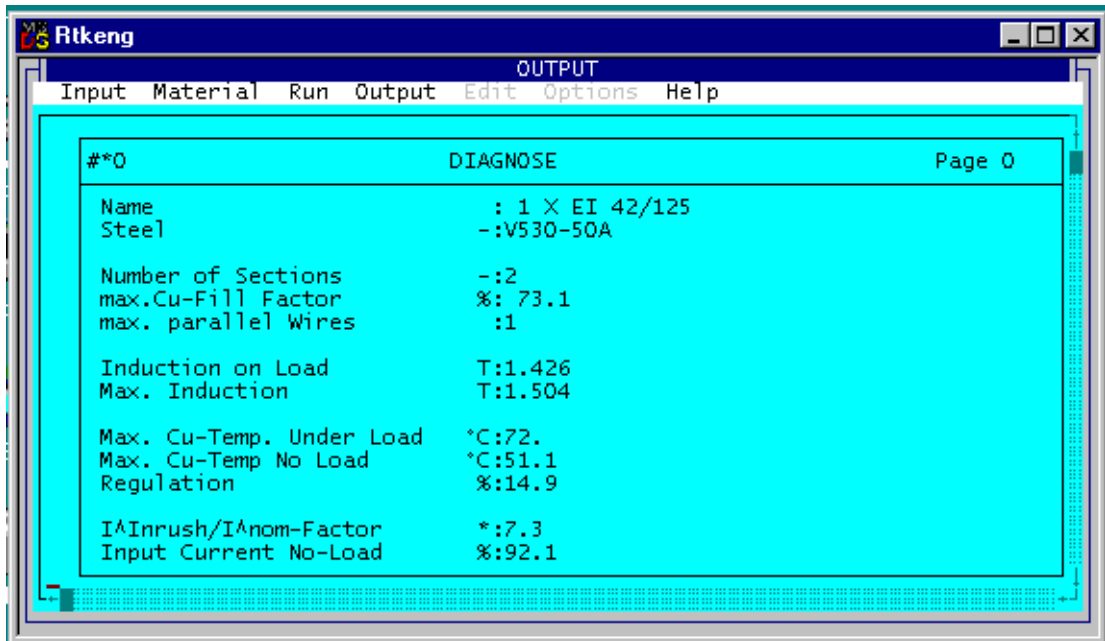 Rtkeng
OUTPUT
Input Material Run Output Edit Options Help
#*0 DIAGNOSE Page 0
Name : 1 X EI 42/125
Steel -:V530-50A
Number of Sections -:2
max.Cu-Fill Factor %: 73.1
max. parallel Wires :1
Induction on Load T:1.426
Max. Induction T:1.504
Max. Cu-Temp. Under Load °C:72.
Max. Cu-Temp No Load °C:51.1
Regulation %:14.9
I^Inrush/I^nom-Factor *:7.3
Input Current No-Load %:92.1